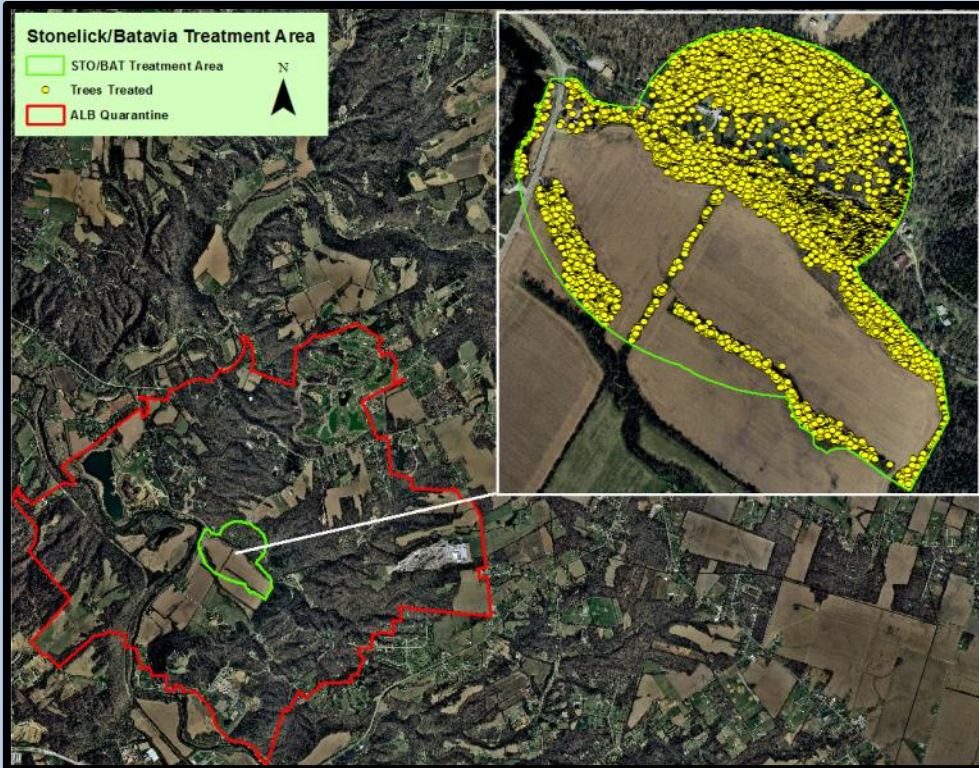 Stonelick/Batavia Treatment Area
STO/BAT Treatment Area
N
Trees Treated
ALB Quarantine